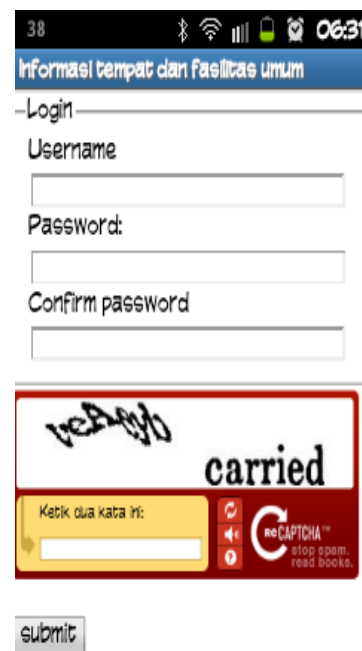 38 06:31
Informasi tempat dan fasilitas umum
Login
Username
Password:
Confirm password
carried
Ketik dua kata ini:
reCAPTCHA™
stop spam.
read books.
submit